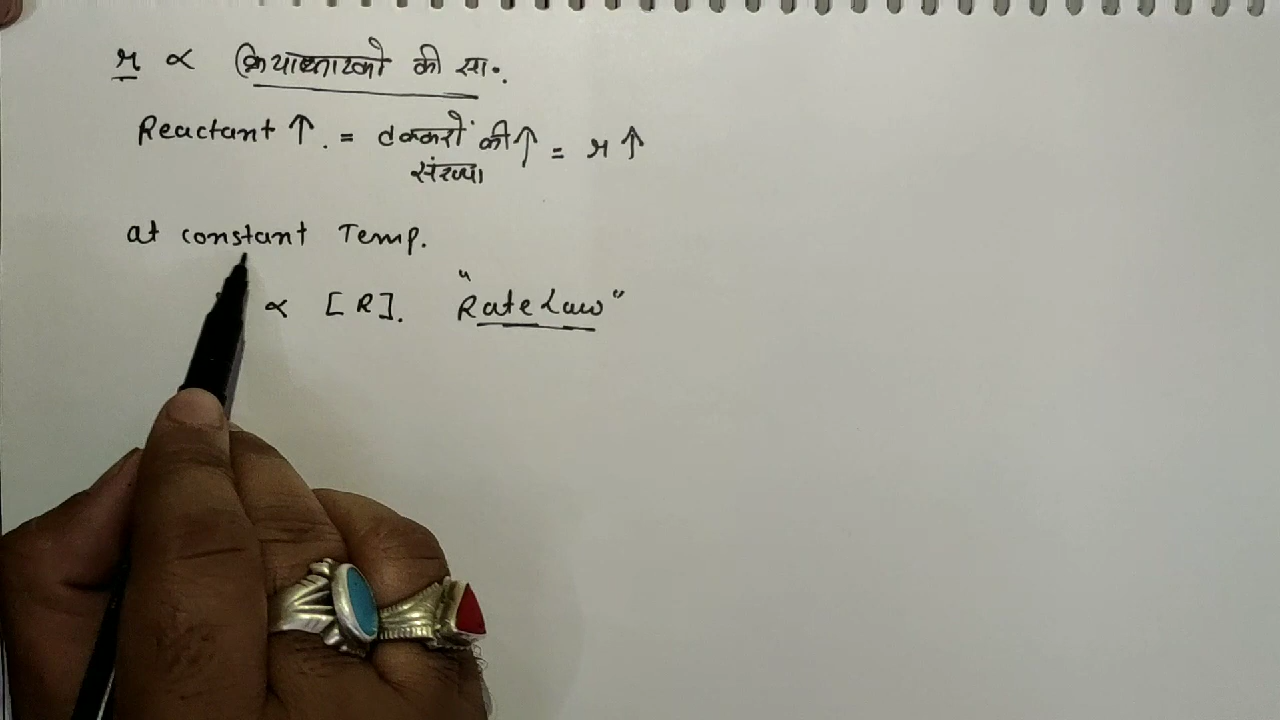 r ∝ क्रियाकारको की सा.
Reactant ↑ . = टक्करों की ↑ = r ↑
संख्या
at constant Temp.
∝ [R]. "Rate Law"